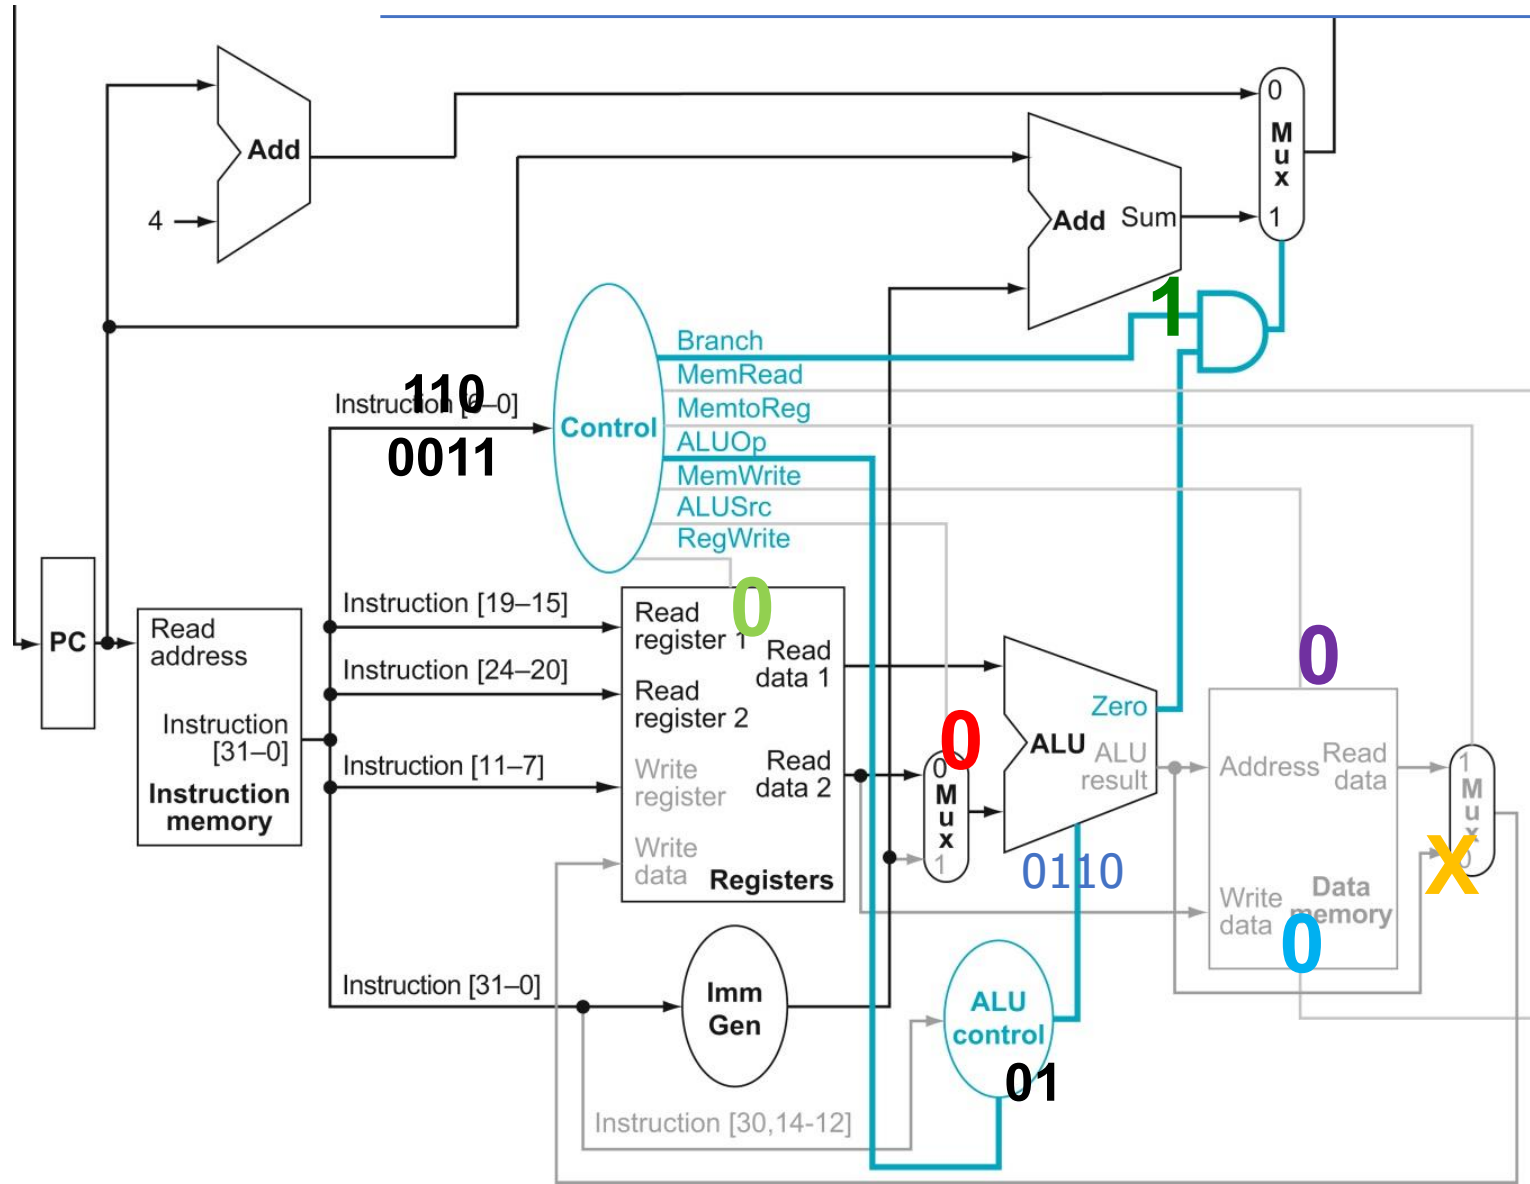 0
M
u
x
1
Add
4
Add Sum
1
Branch
MemRead
MemtoReg
ALUOp
MemWrite
ALUSrc
RegWrite
Control
110
Instruction [6–0]
0011
PC
Read
address
Instruction
[31–0]
Instruction
memory
Instruction [19–15]
Instruction [24–20]
Instruction [11–7]
Instruction [31–0]
0
Read
register 1
Read
data 1
Read
register 2
Read
data 2
Write
register
Write
data
Registers
0
0
M
u
x
1
Zero
ALU
ALU
result
0110
0
Address
Read
data
Write
data
Data
memory
0
1
M
u
x
0
X
Imm
Gen
ALU
control
01
Instruction [30,14-12]